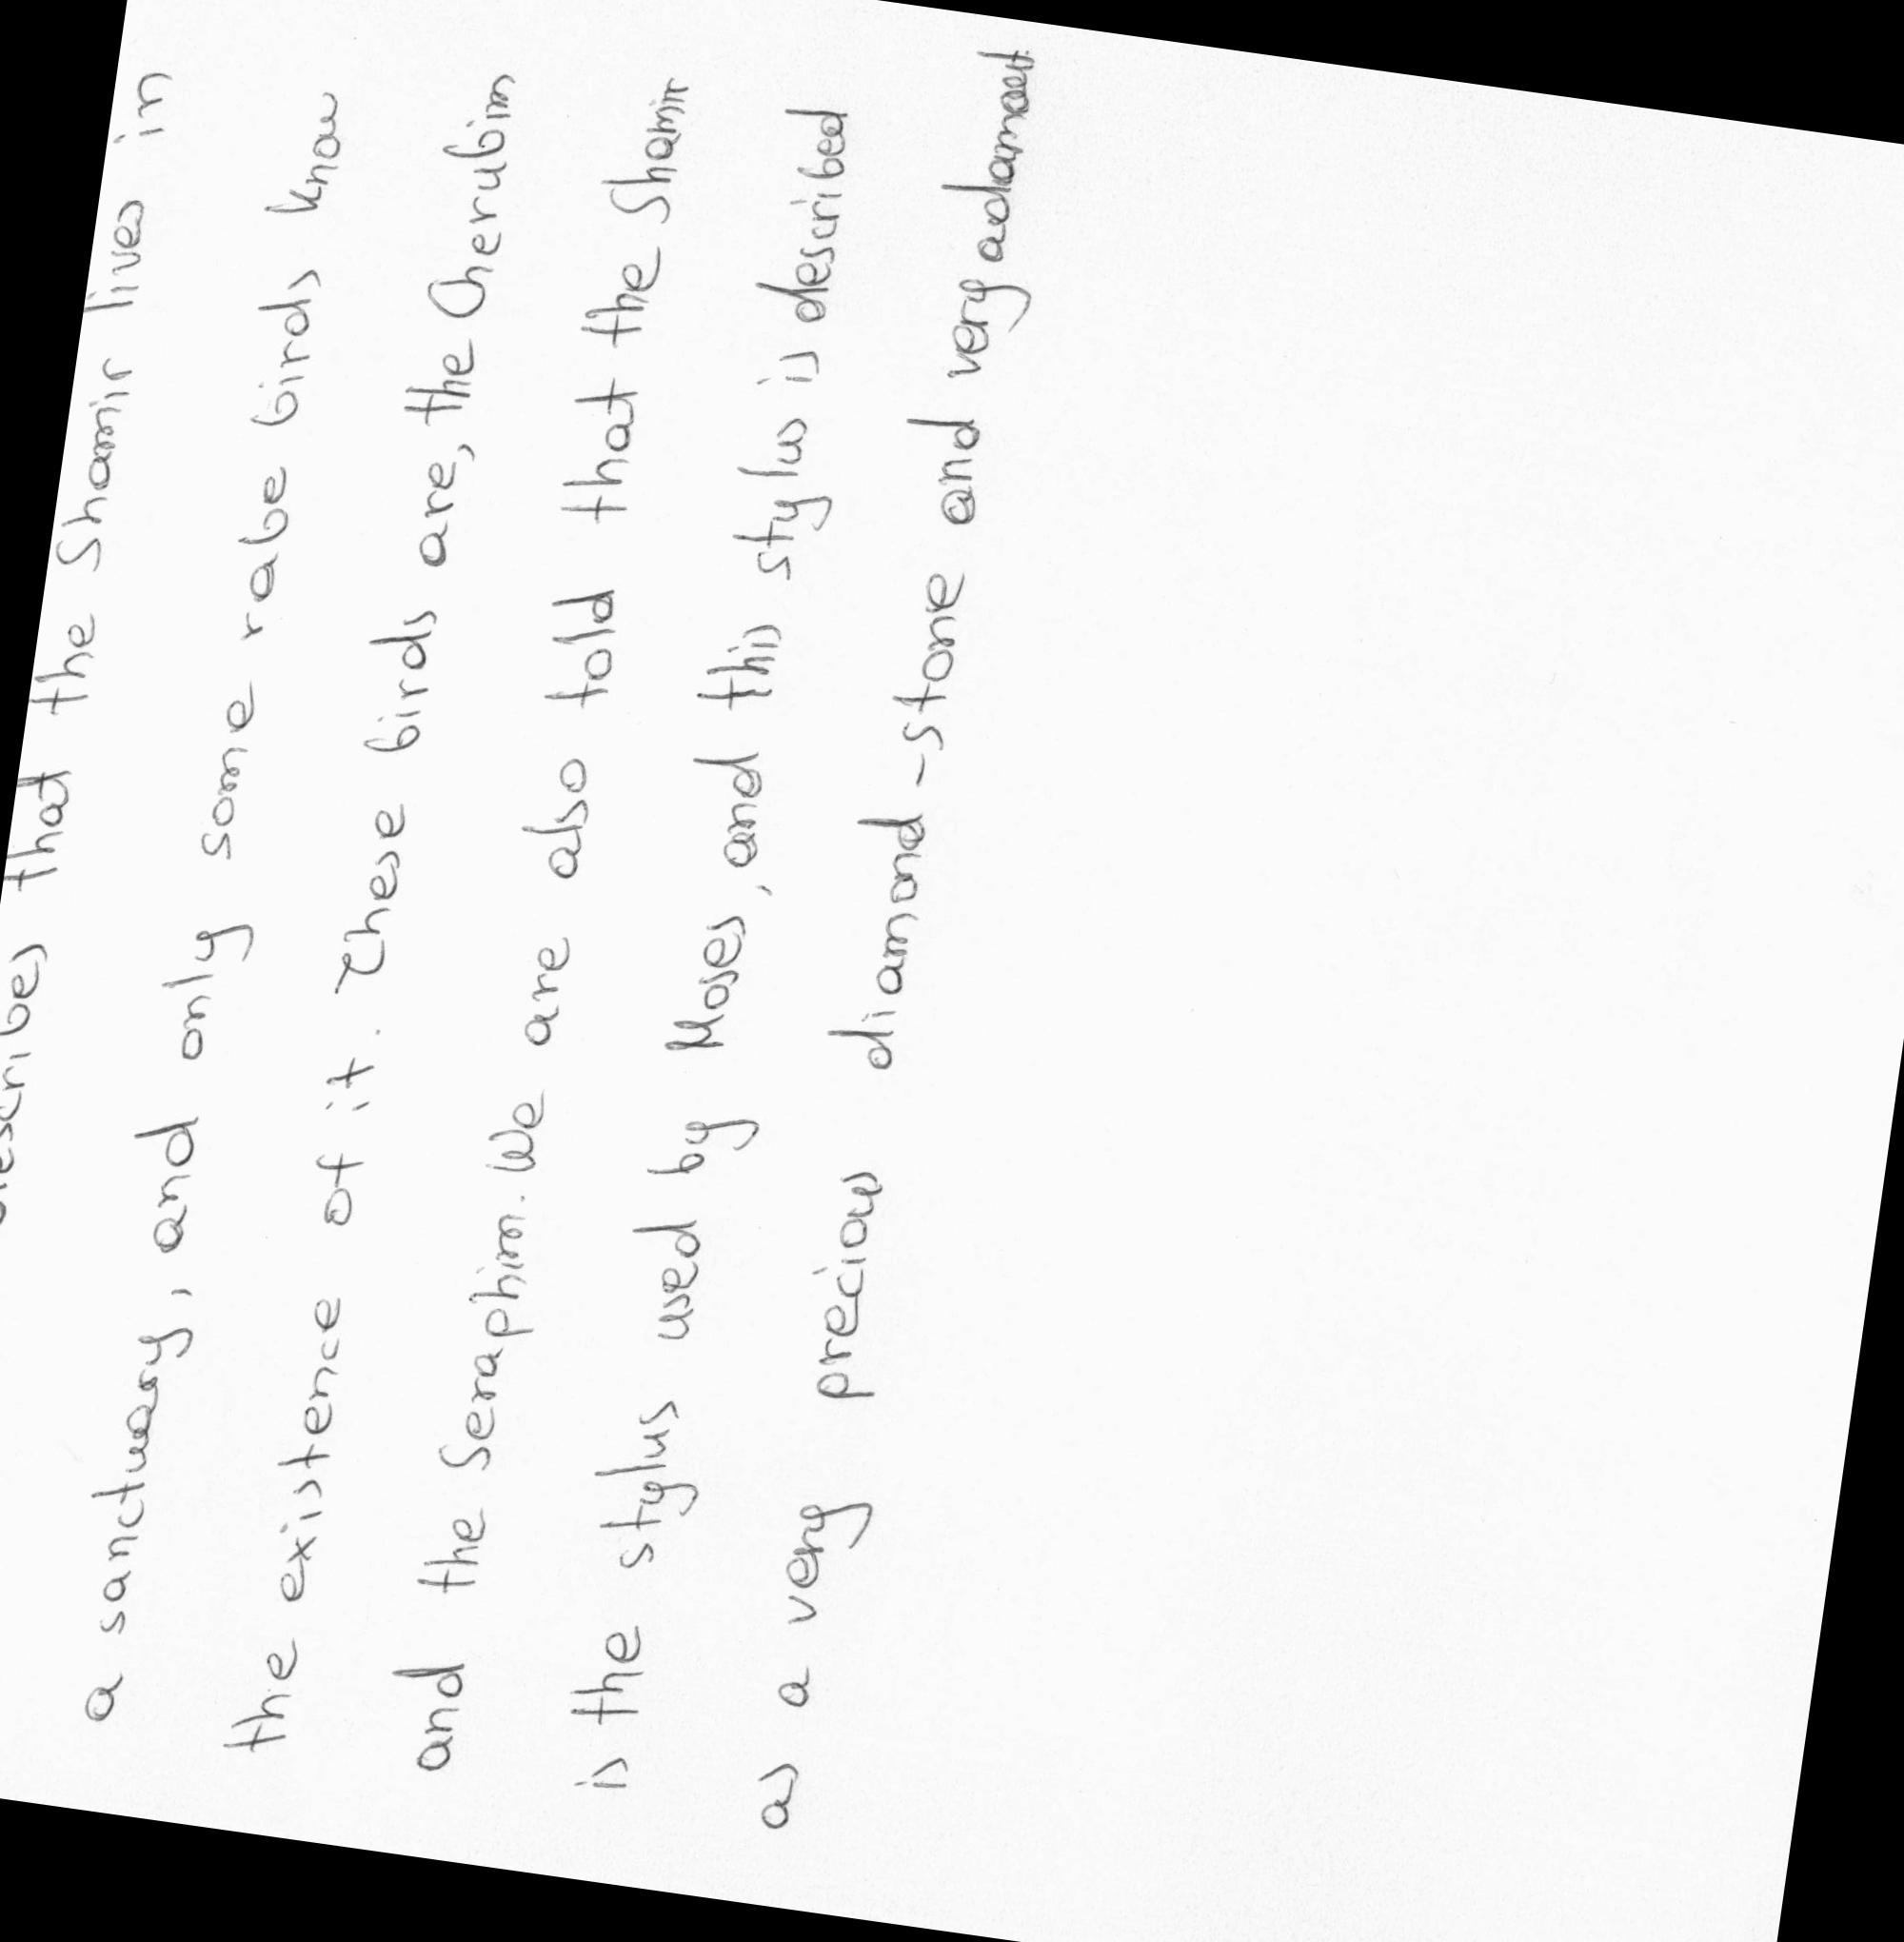 describes that the Shamir lives in
a sanctuary, and only some rabe birds know
the existence of it. These birds are, the Cherubim
and the Seraphim. We are also told that the Shamir
is the stylus used by Moses, and this stylus is described
as a very precious diamond-stone and very adamant.